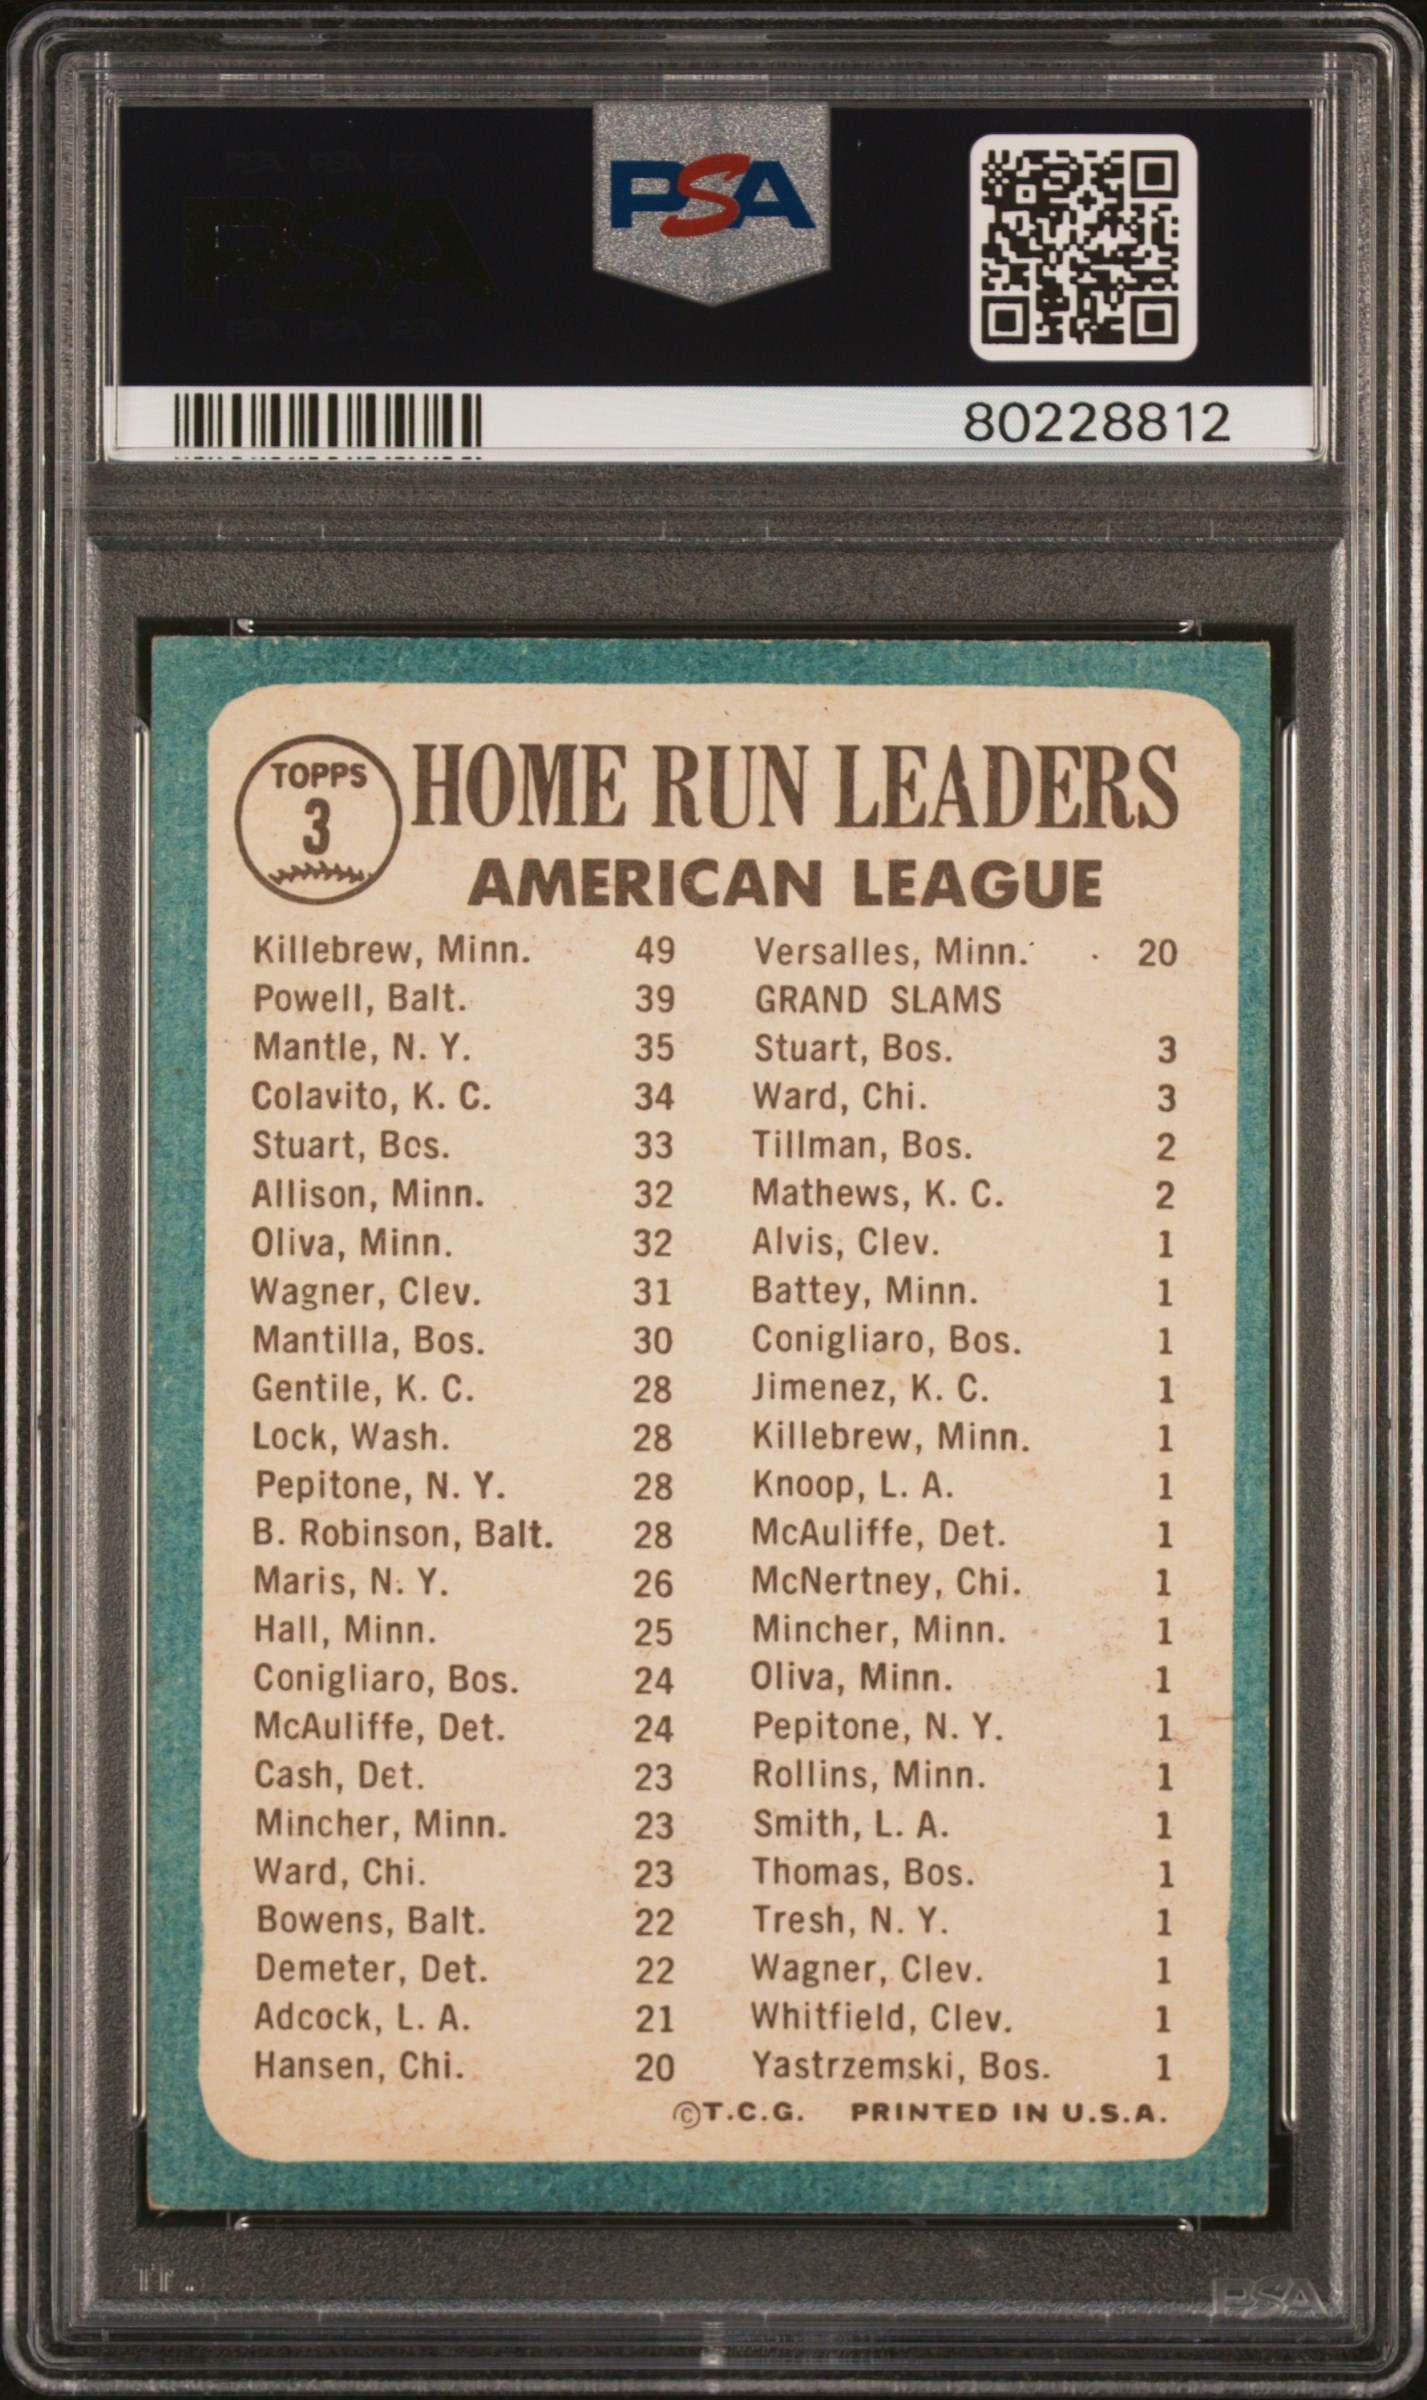 PSA
80228812
TOPPS
3
HOME RUN LEADERS
AMERICAN LEAGUE
Killebrew, Minn. 49
Powell, Balt. 39
Mantle, N. Y. 35
Colavito, K. C. 34
Stuart, Bos. 33
Allison, Minn. 32
Oliva, Minn. 32
Wagner, Clev. 31
Mantilla, Bos. 30
Gentile, K. C. 28
Lock, Wash. 28
Pepitone, N. Y. 28
B. Robinson, Balt. 28
Maris, N. Y. 26
Hall, Minn. 25
Conigliaro, Bos. 24
McAuliffe, Det. 24
Cash, Det. 23
Mincher, Minn. 23
Ward, Chi. 23
Bowens, Balt. 22
Demeter, Det. 22
Adcock, L. A. 21
Hansen, Chi. 20
Versalles, Minn. 20
GRAND SLAMS
Stuart, Bos. 3
Ward, Chi. 3
Tillman, Bos. 2
Mathews, K. C. 2
Alvis, Clev. 1
Battey, Minn. 1
Conigliaro, Bos. 1
Jimenez, K. C. 1
Killebrew, Minn. 1
Knoop, L. A. 1
McAuliffe, Det. 1
McNertney, Chi. 1
Mincher, Minn. 1
Oliva, Minn. 1
Pepitone, N. Y. 1
Rollins, Minn. 1
Smith, L. A. 1
Thomas, Bos. 1
Tresh, N. Y. 1
Wagner, Clev. 1
Whitfield, Clev. 1
Yastrzemski, Bos. 1
©T.C.G. PRINTED IN U.S.A.
PSA